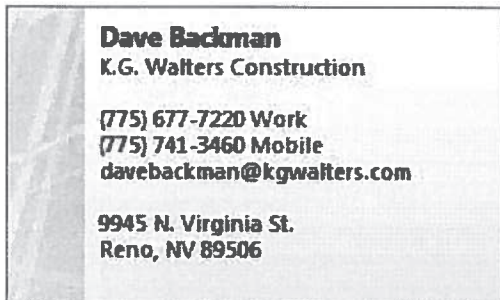 Dave Backman
K.G. Walters Construction
(775) 677-7220 Work
(775) 741-3460 Mobile
davebackman@kgwalters.com
9945 N. Virginia St.
Reno, NV 89506